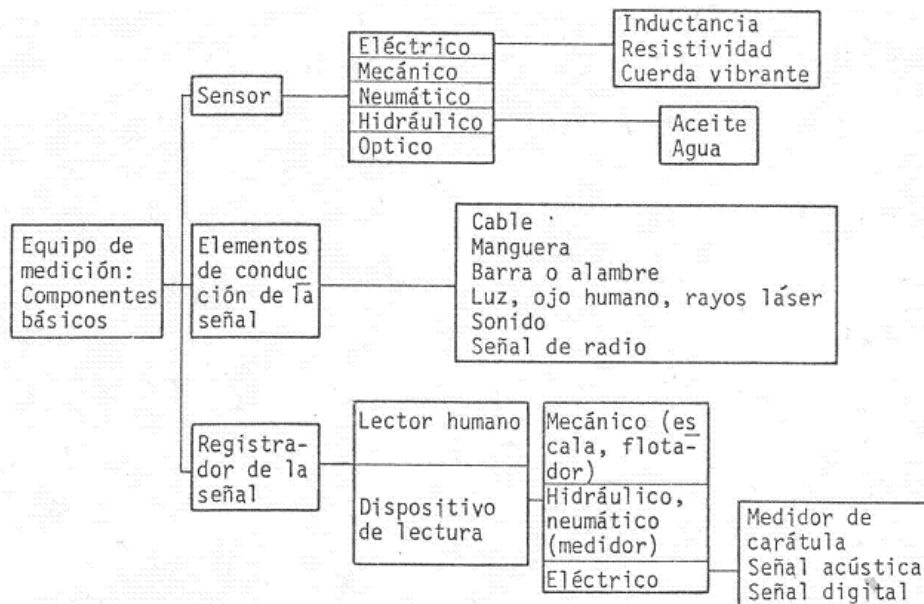 Equipo de
medición:
Componentes
básicos
Sensor
Eléctrico
Mecánico
Neumático
Hidráulico
Optico
Inductancia
Resistividad
Cuerda vibrante
Aceite
Agua
Elementos
de conduc
ción de la
señal
Cable
Manguera
Barra o alambre
Luz, ojo humano, rayos láser
Sonido
Señal de radio
Registra-
dor de la
señal
Lector humano
Dispositivo
de lectura
Mecánico (es
cala, flota-
dor)
Hidráulico,
neumático
(medidor)
Eléctrico
Medidor de
carátula
Señal acústica
Señal digital